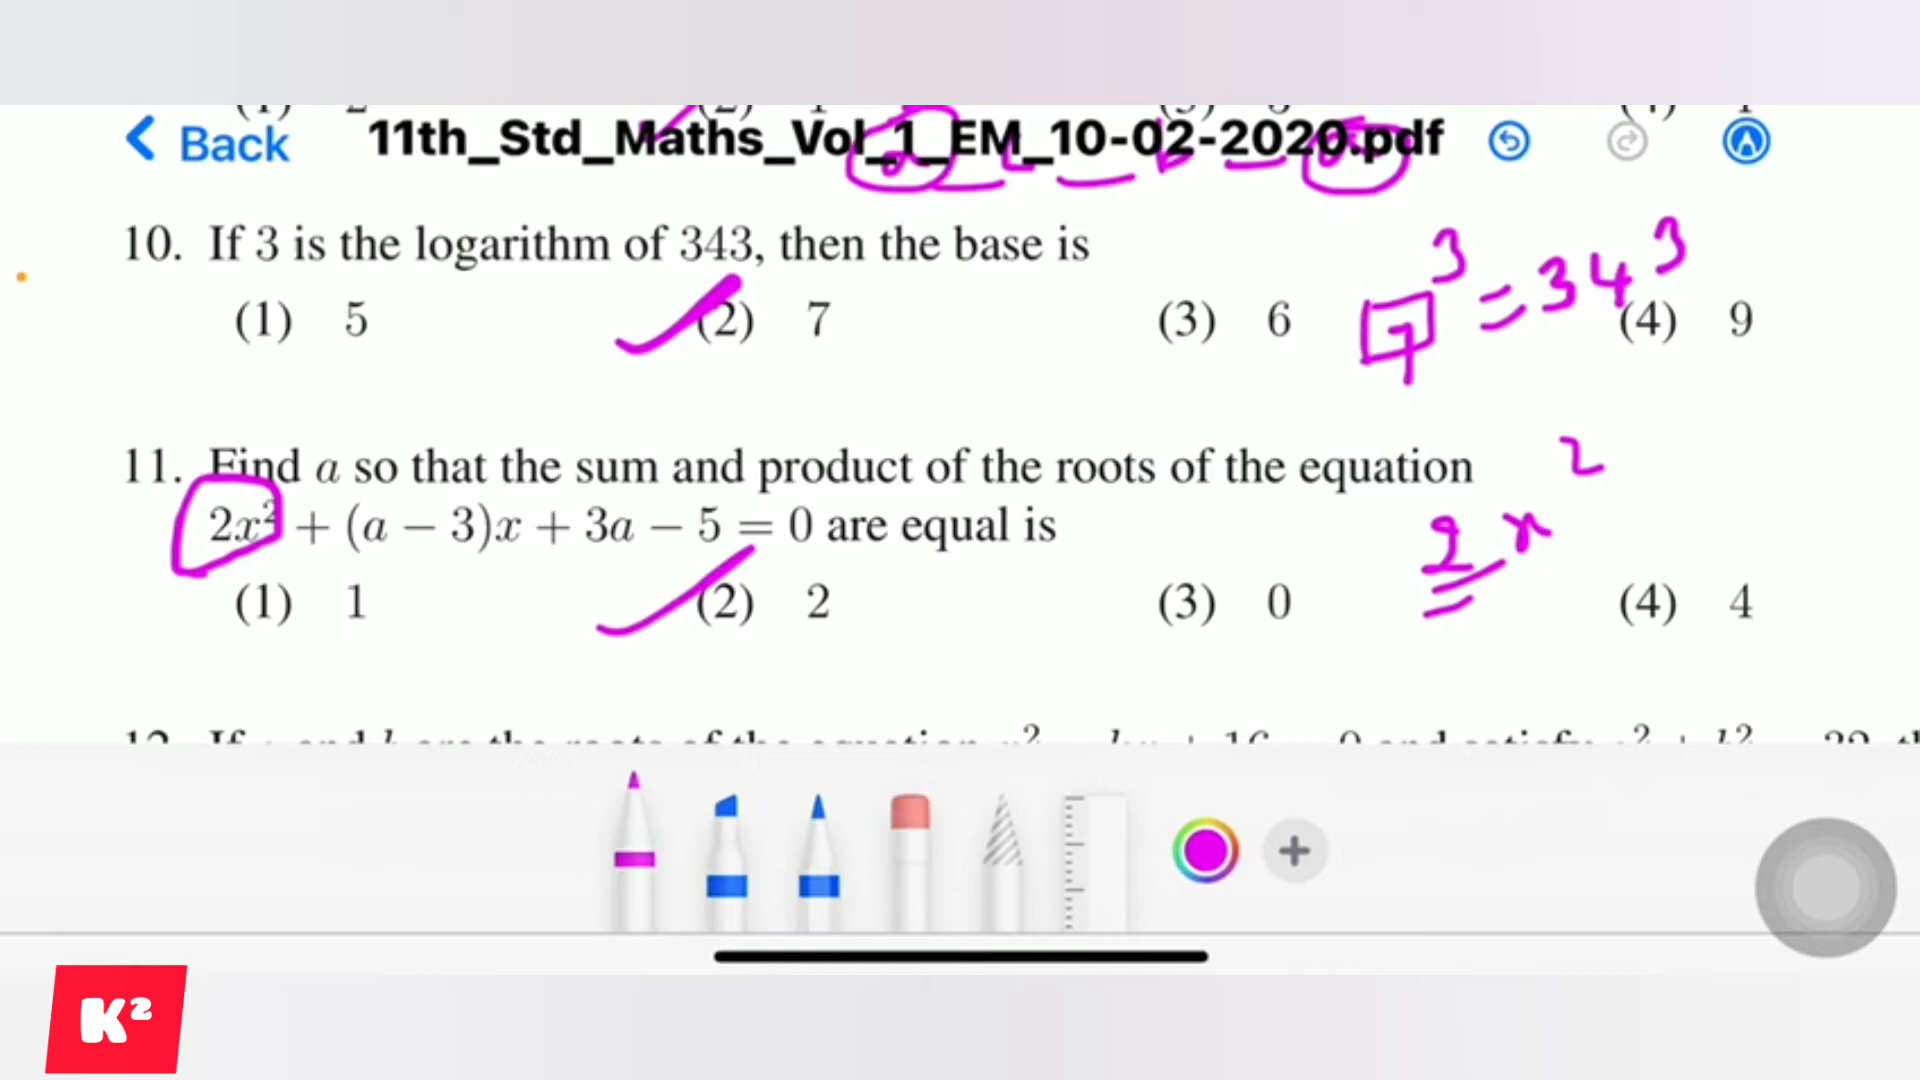 Back 11th_Std_Maths_Vol_1_EM_10-02-2020.pdf
10. If 3 is the logarithm of 343, then the base is
(1) 5 (2) 7 (3) 6 (4) 9
7³ = 343
11. Find a so that the sum and product of the roots of the equation
2x² + (a − 3)x + 3a − 5 = 0 are equal is
2x²
(1) 1 (2) 2 (3) 0 (4) 4
K²